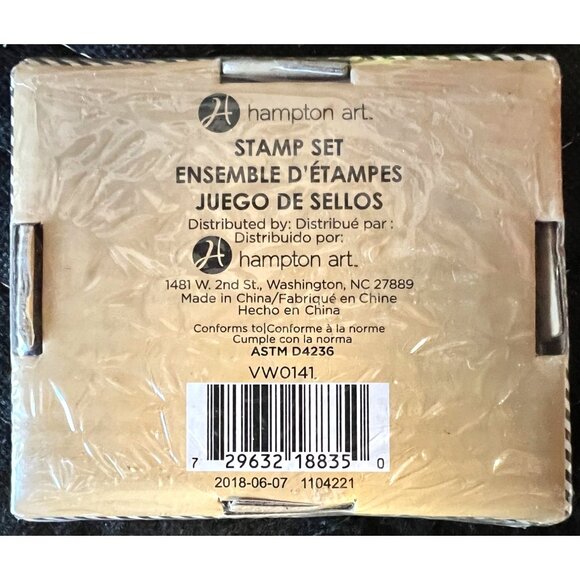 hampton art™
STAMP SET
ENSEMBLE D'ÉTAMPES
JUEGO DE SELLOS
Distributed by: Distribué par :
Distribuido por:
hampton art™
1481 W. 2nd St., Washington, NC 27889
Made in China/Fabriqué en Chine
Hecho en China
Conforms to|Conforme à la norme
Cumple con la norma
ASTM D4236
VW0141
7 29632 18835 0
2018-06-07 1104221